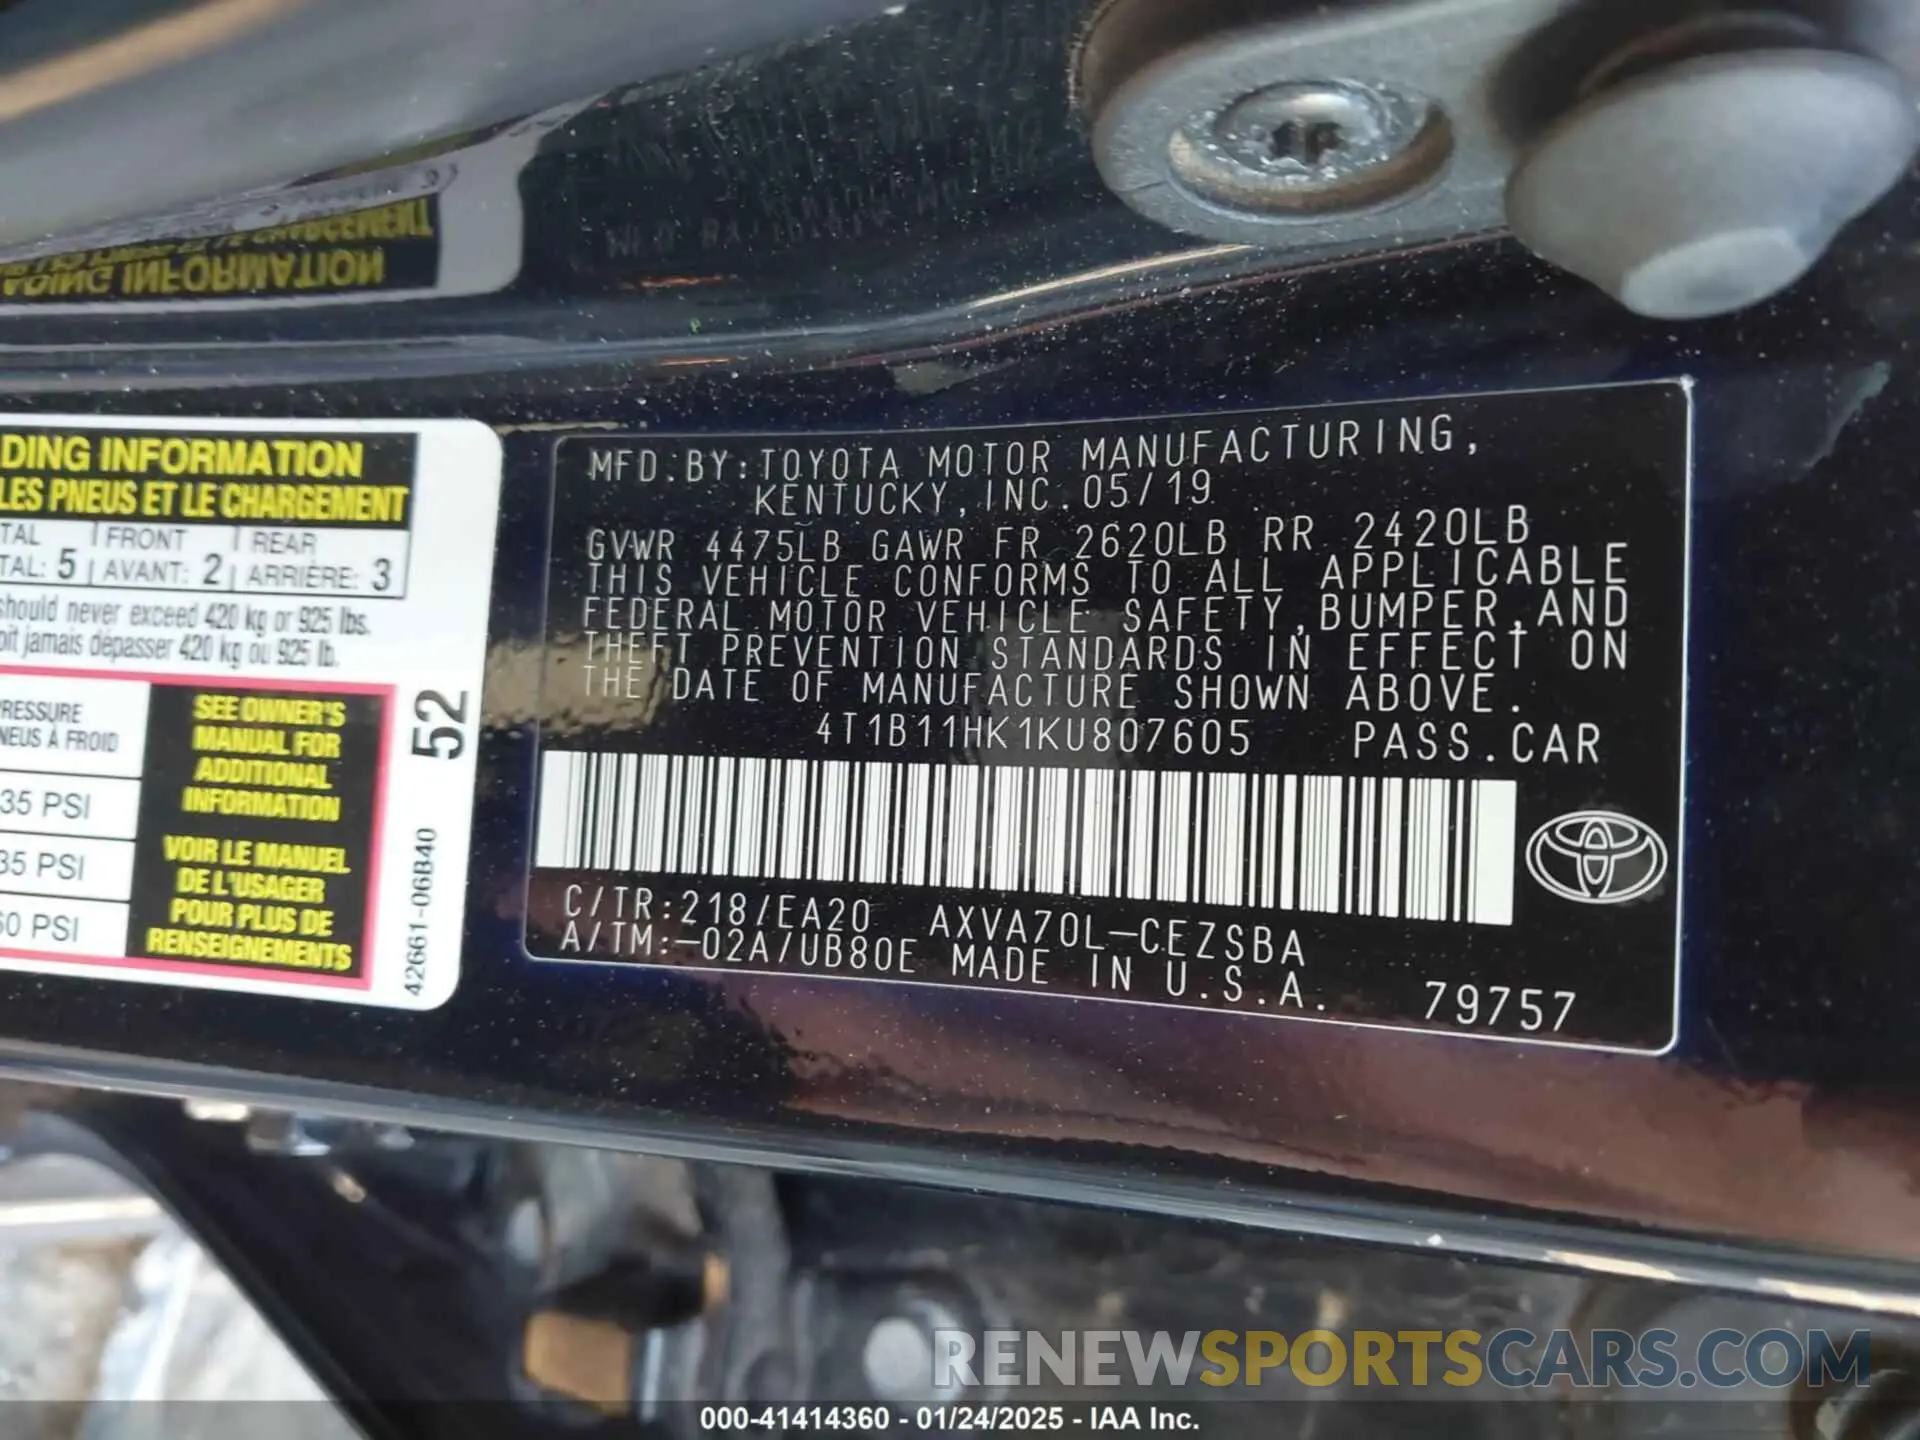 DING INFORMATION
LES PNEUS ET LE CHARGEMENT
TAL FRONT REAR
TAL: 5 AVANT: 2 ARRIÈRE: 3
should never exceed 420 kg or 925 lbs.
oit jamais dépasser 420 kg ou 925 lb.
RESSURE
NEUS À FROID
35 PSI
35 PSI
60 PSI
SEE OWNER'S
MANUAL FOR
ADDITIONAL
INFORMATION
VOIR LE MANUEL
DE L'USAGER
POUR PLUS DE
RENSEIGNEMENTS
52
42661-06B40
MFD.BY:TOYOTA MOTOR MANUFACTURING,
KENTUCKY,INC.05/19
GVWR 4475LB GAWR FR 2620LB RR 2420LB
THIS VEHICLE CONFORMS TO ALL APPLICABLE
FEDERAL MOTOR VEHICLE SAFETY,BUMPER,AND
THEFT PREVENTION STANDARDS IN EFFECT ON
THE DATE OF MANUFACTURE SHOWN ABOVE.
4T1B11HK1KU807605 PASS.CAR
C/TR:218/EA20 AXVA70L-CEZSBA
A/TM:-02A/UB80E MADE IN U.S.A.
79757
RENEWSPORTSCARS.COM
000-41414360 - 01/24/2025 - IAA Inc.